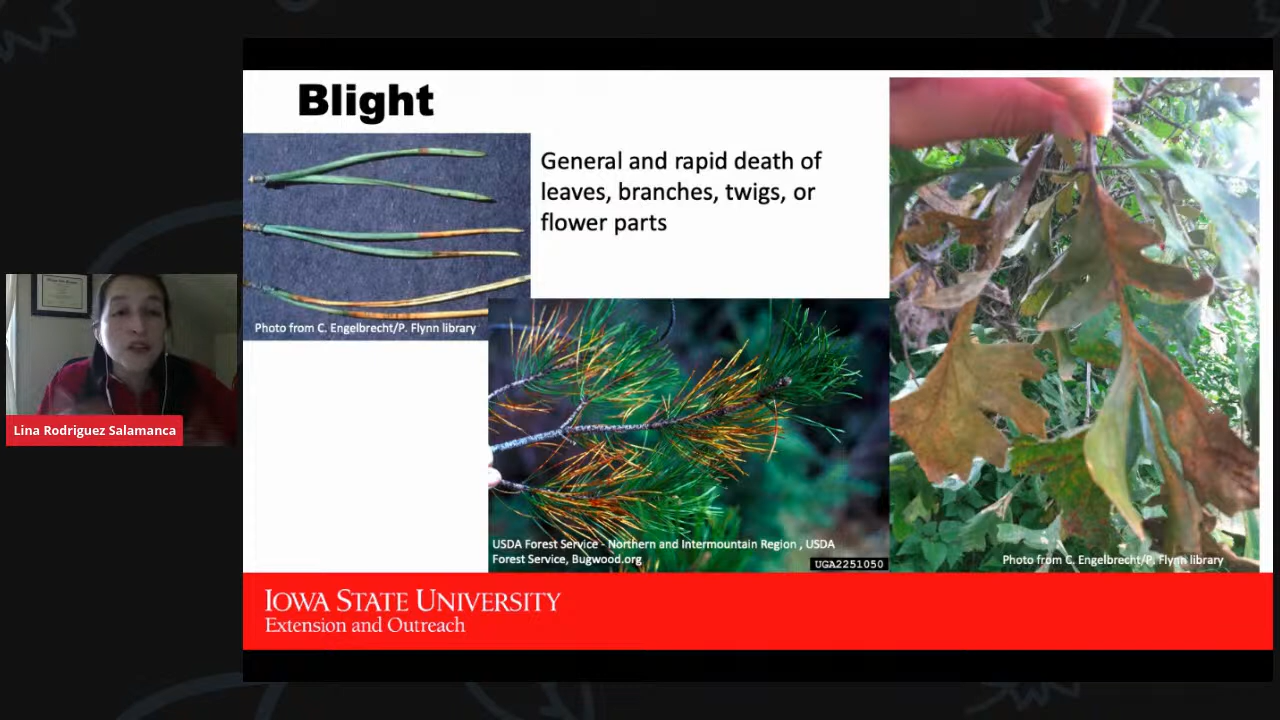 Blight
General and rapid death of
leaves, branches, twigs, or
flower parts
Photo from C. Engelbrecht/P. Flynn library
USDA Forest Service - Northern and Intermountain Region , USDA
Forest Service, Bugwood.org
UGA2251050
Photo from C. Engelbrecht/P. Flynn library
Lina Rodriguez Salamanca
IOWA STATE UNIVERSITY
Extension and Outreach